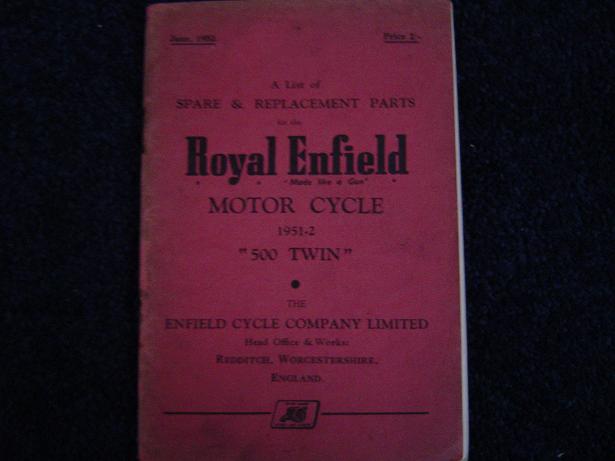 June, 1952
Price 2/-
A List of
SPARE & REPLACEMENT PARTS
for the
Royal Enfield
"Made like a Gun"
MOTOR CYCLE
1951-2
"500 TWIN"
THE
ENFIELD CYCLE COMPANY LIMITED
Head Office & Works:
REDDITCH, WORCESTERSHIRE,
ENGLAND.